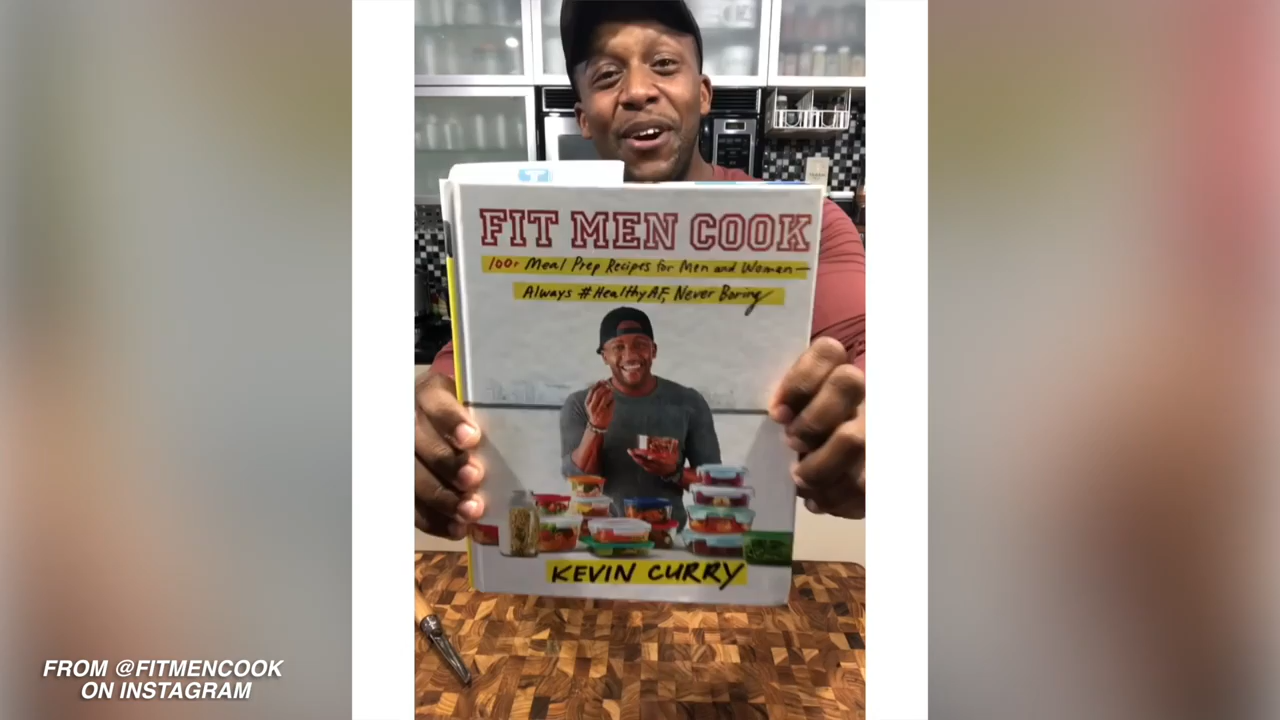 FIT MEN COOK
100+ Meal Prep Recipes for Men and Women—
Always #HealthyAF, Never Boring
KEVIN CURRY
FROM @FITMENCOOK
ON INSTAGRAM